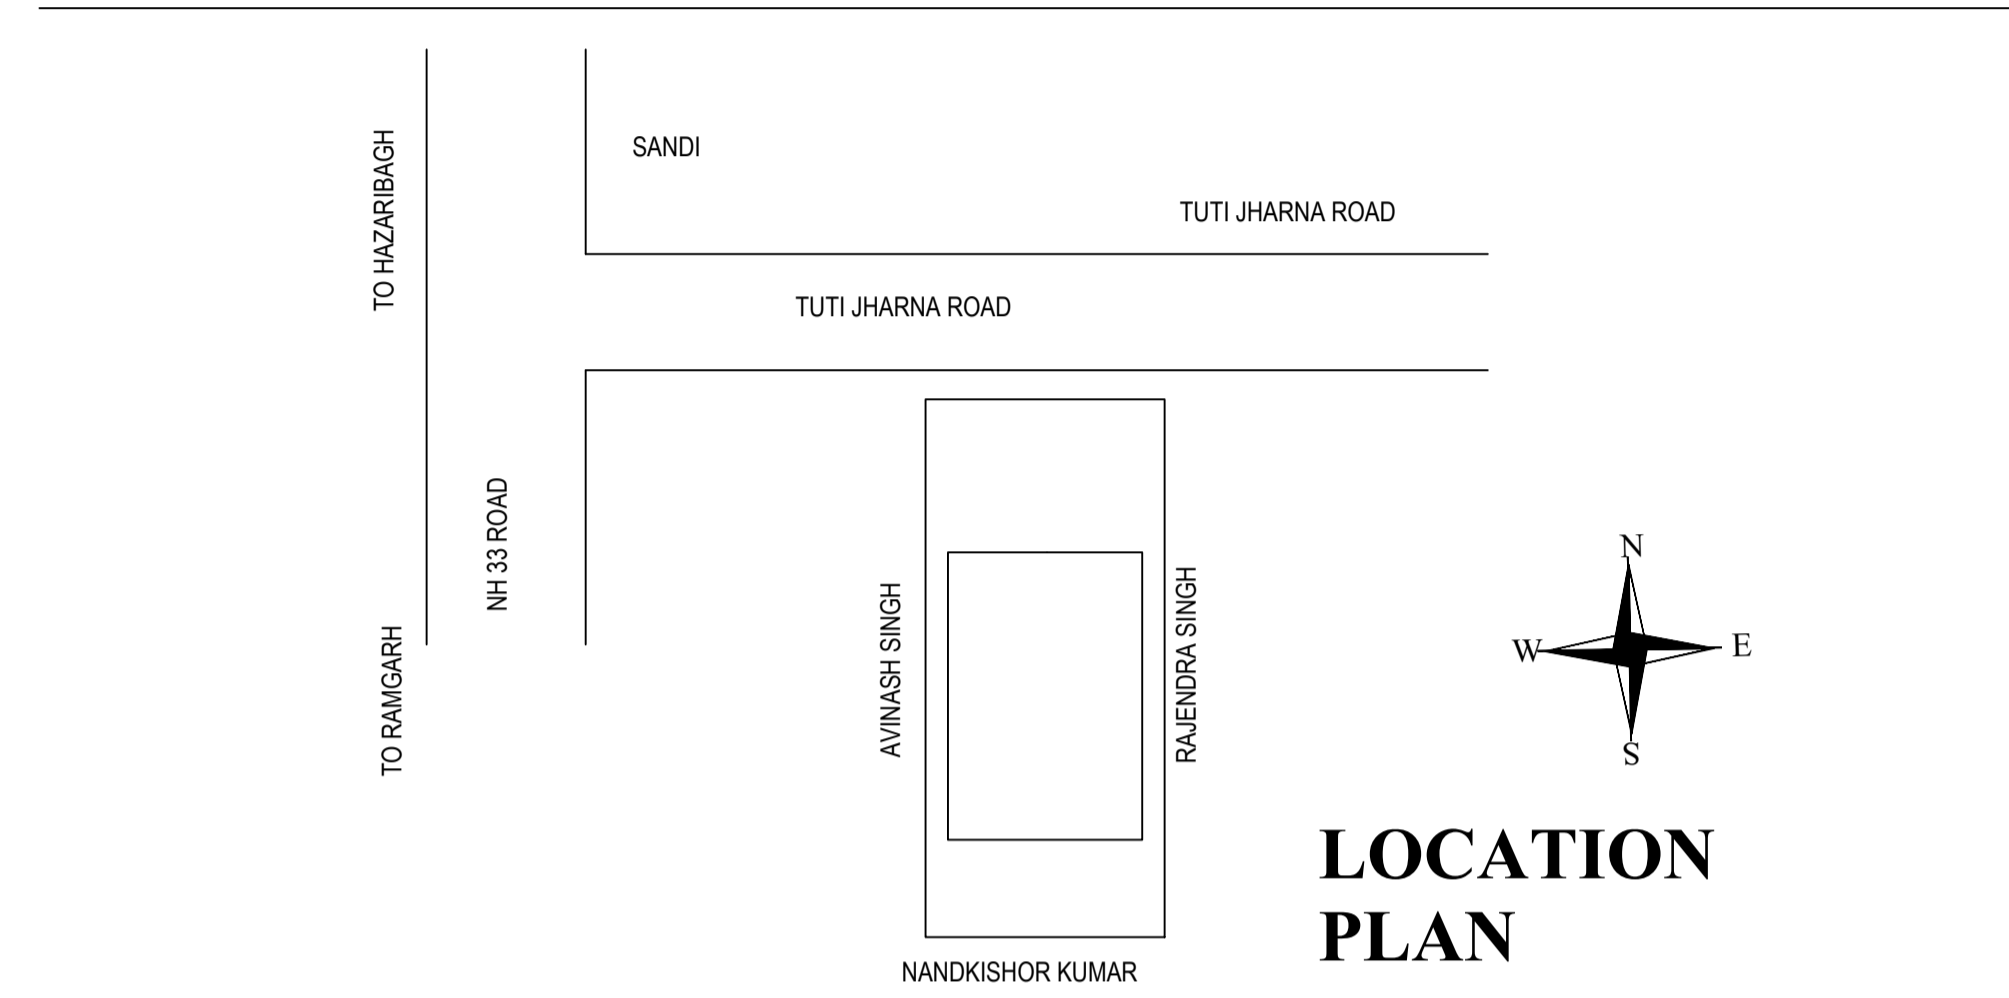 TO HAZARIBAGH
SANDI
TUTI JHARNA ROAD
TUTI JHARNA ROAD
NH 33 ROAD
TO RAMGARH
AVINASH SINGH
RAJENDRA SINGH
N
W
E
S
LOCATION
PLAN
NANDKISHOR KUMAR